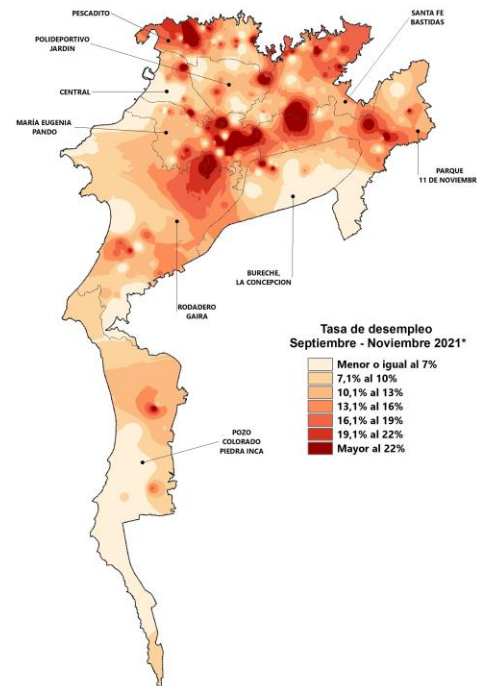 PESCADITO
POLIDEPORTIVO
JARDIN
SANTA FE
BASTIDAS
CENTRAL
MARÍA EUGENIA
PANDO
PARQUE
11 DE NOVIEMBR
BURECHE,
LA CONCEPCION
RODADERO
GAIRA
Tasa de desempleo
Septiembre - Noviembre 2021*
Menor o igual al 7%
7,1% al 10%
10,1% al 13%
13,1% al 16%
16,1% al 19%
19,1% al 22%
Mayor al 22%
POZO
COLORADO
PIEDRA INCA